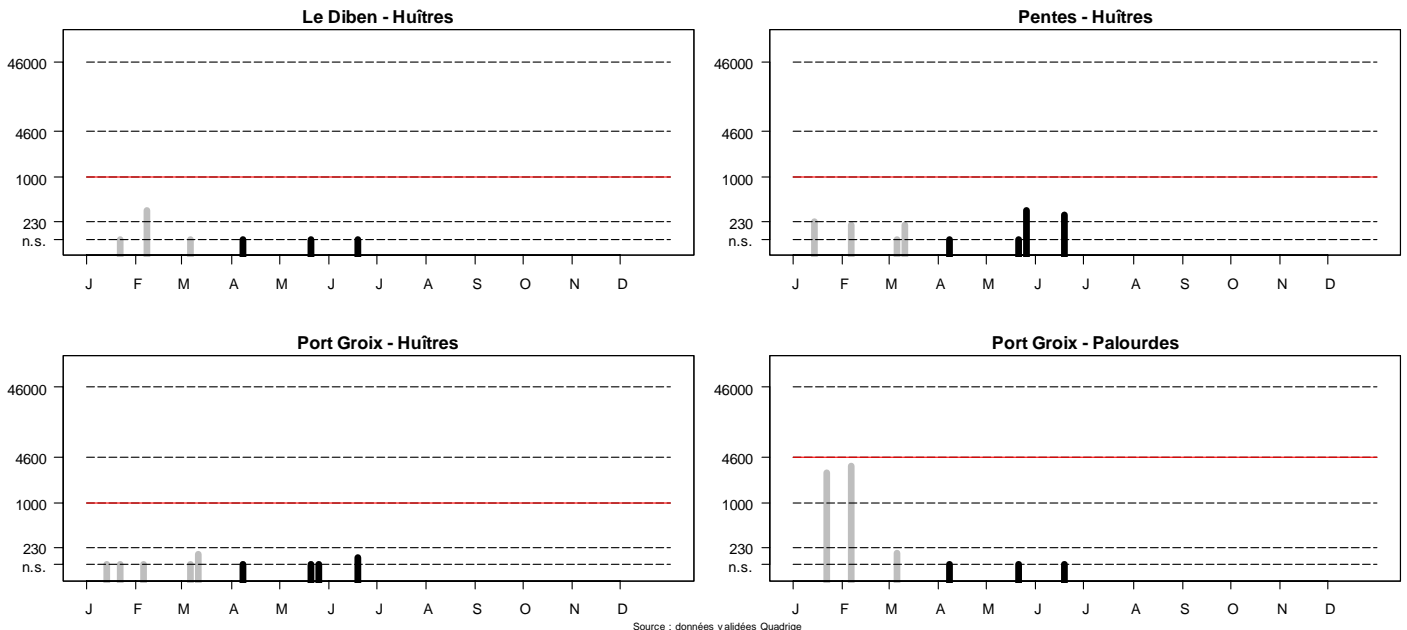 Le Diben - Huîtres
46000
4600
1000
230
n.s.
J F M A M J J A S O N D
Pentes - Huîtres
46000
4600
1000
230
n.s.
J F M A M J J A S O N D
Port Groix - Huîtres
46000
4600
1000
230
n.s.
J F M A M J J A S O N D
Port Groix - Palourdes
46000
4600
1000
230
n.s.
J F M A M J J A S O N D
Source : données validées Quadrige